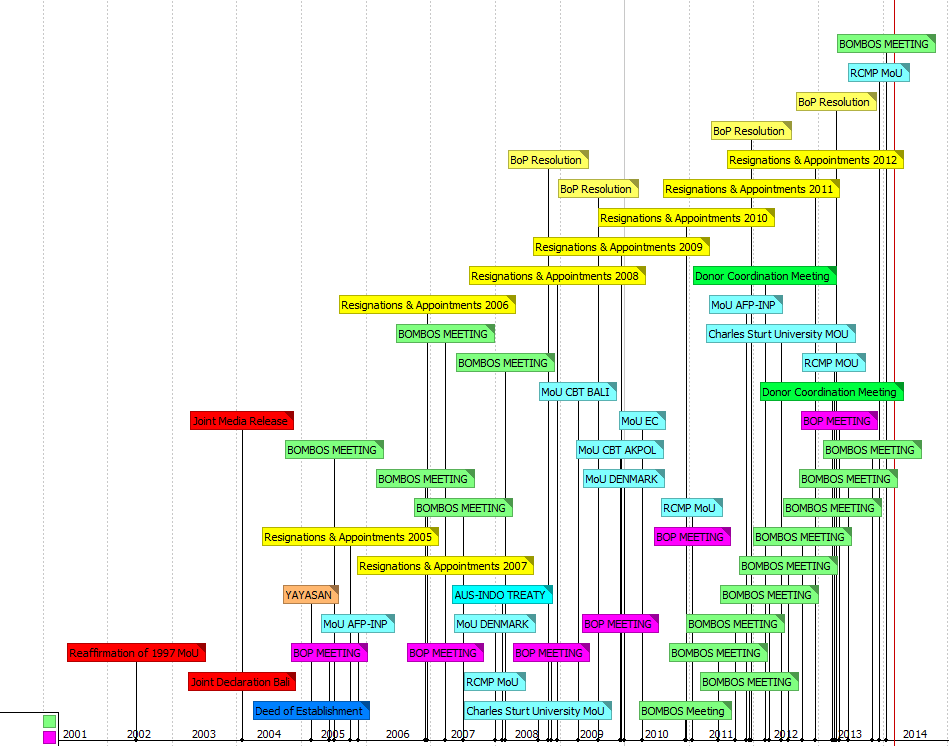 BOMBOS MEETING
RCMP MoU
BoP Resolution
BoP Resolution
BoP Resolution
Resignations & Appointments 2012
BoP Resolution
Resignations & Appointments 2011
Resignations & Appointments 2010
Resignations & Appointments 2009
Resignations & Appointments 2008
Donor Coordination Meeting
Resignations & Appointments 2006
MoU AFP-INP
BOMBOS MEETING
Charles Sturt University MOU
BOMBOS MEETING
RCMP MOU
MoU CBT BALI
Donor Coordination Meeting
Joint Media Release
MoU EC
BOP MEETING
BOMBOS MEETING
MoU CBT AKPOL
BOMBOS MEETING
BOMBOS MEETING
MoU DENMARK
BOMBOS MEETING
BOMBOS MEETING
RCMP MoU
BOMBOS MEETING
Resignations & Appointments 2005
BOP MEETING
BOMBOS MEETING
Resignations & Appointments 2007
BOMBOS MEETING
YAYASAN
AUS-INDO TREATY
BOMBOS MEETING
MoU AFP-INP
MoU DENMARK
BOP MEETING
BOMBOS MEETING
Reaffirmation of 1997 MoU
BOP MEETING
BOP MEETING
BOP MEETING
BOMBOS MEETING
Joint Declaration Bali
RCMP MoU
BOMBOS MEETING
Deed of Establishment
Charles Sturt University MoU
BOMBOS Meeting
2001 2002 2003 2004 2005 2006 2007 2008 2009 2010 2011 2012 2013 2014